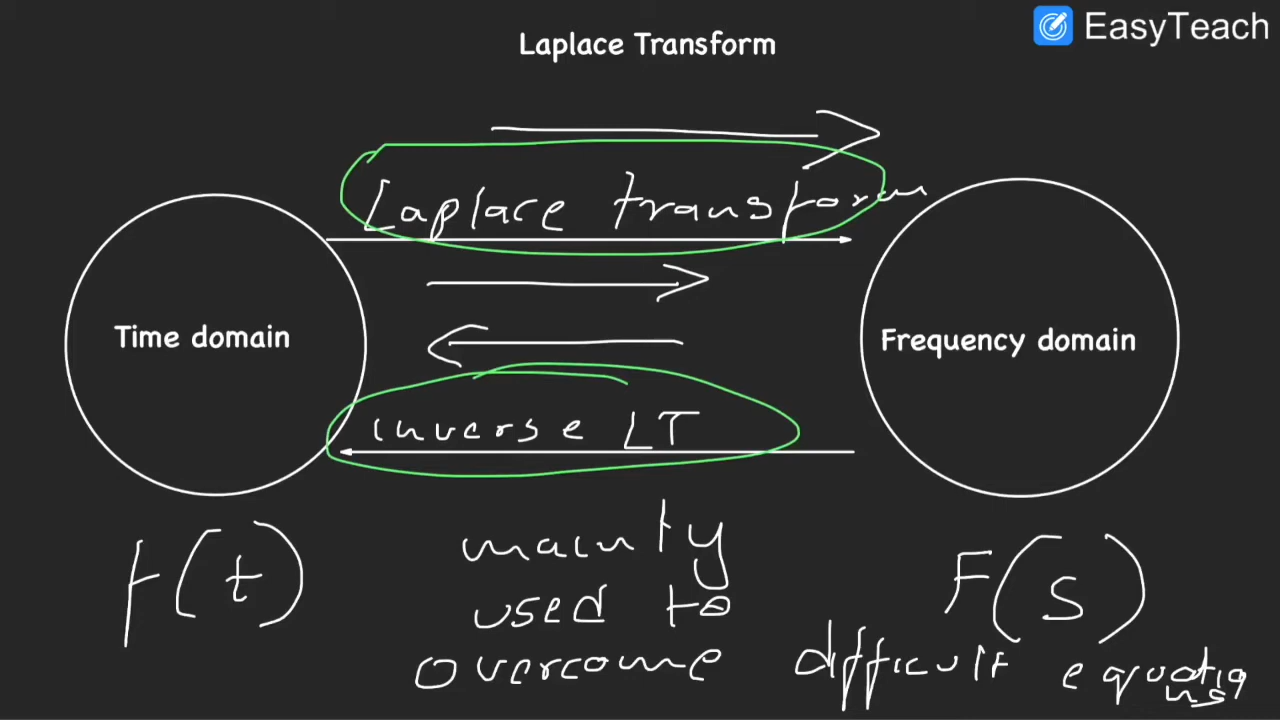 Laplace Transform
EasyTeach
Laplace transform
Time domain
Frequency domain
inverse LT
f(t)
F(s)
mainly
used to
overcome difficult equations